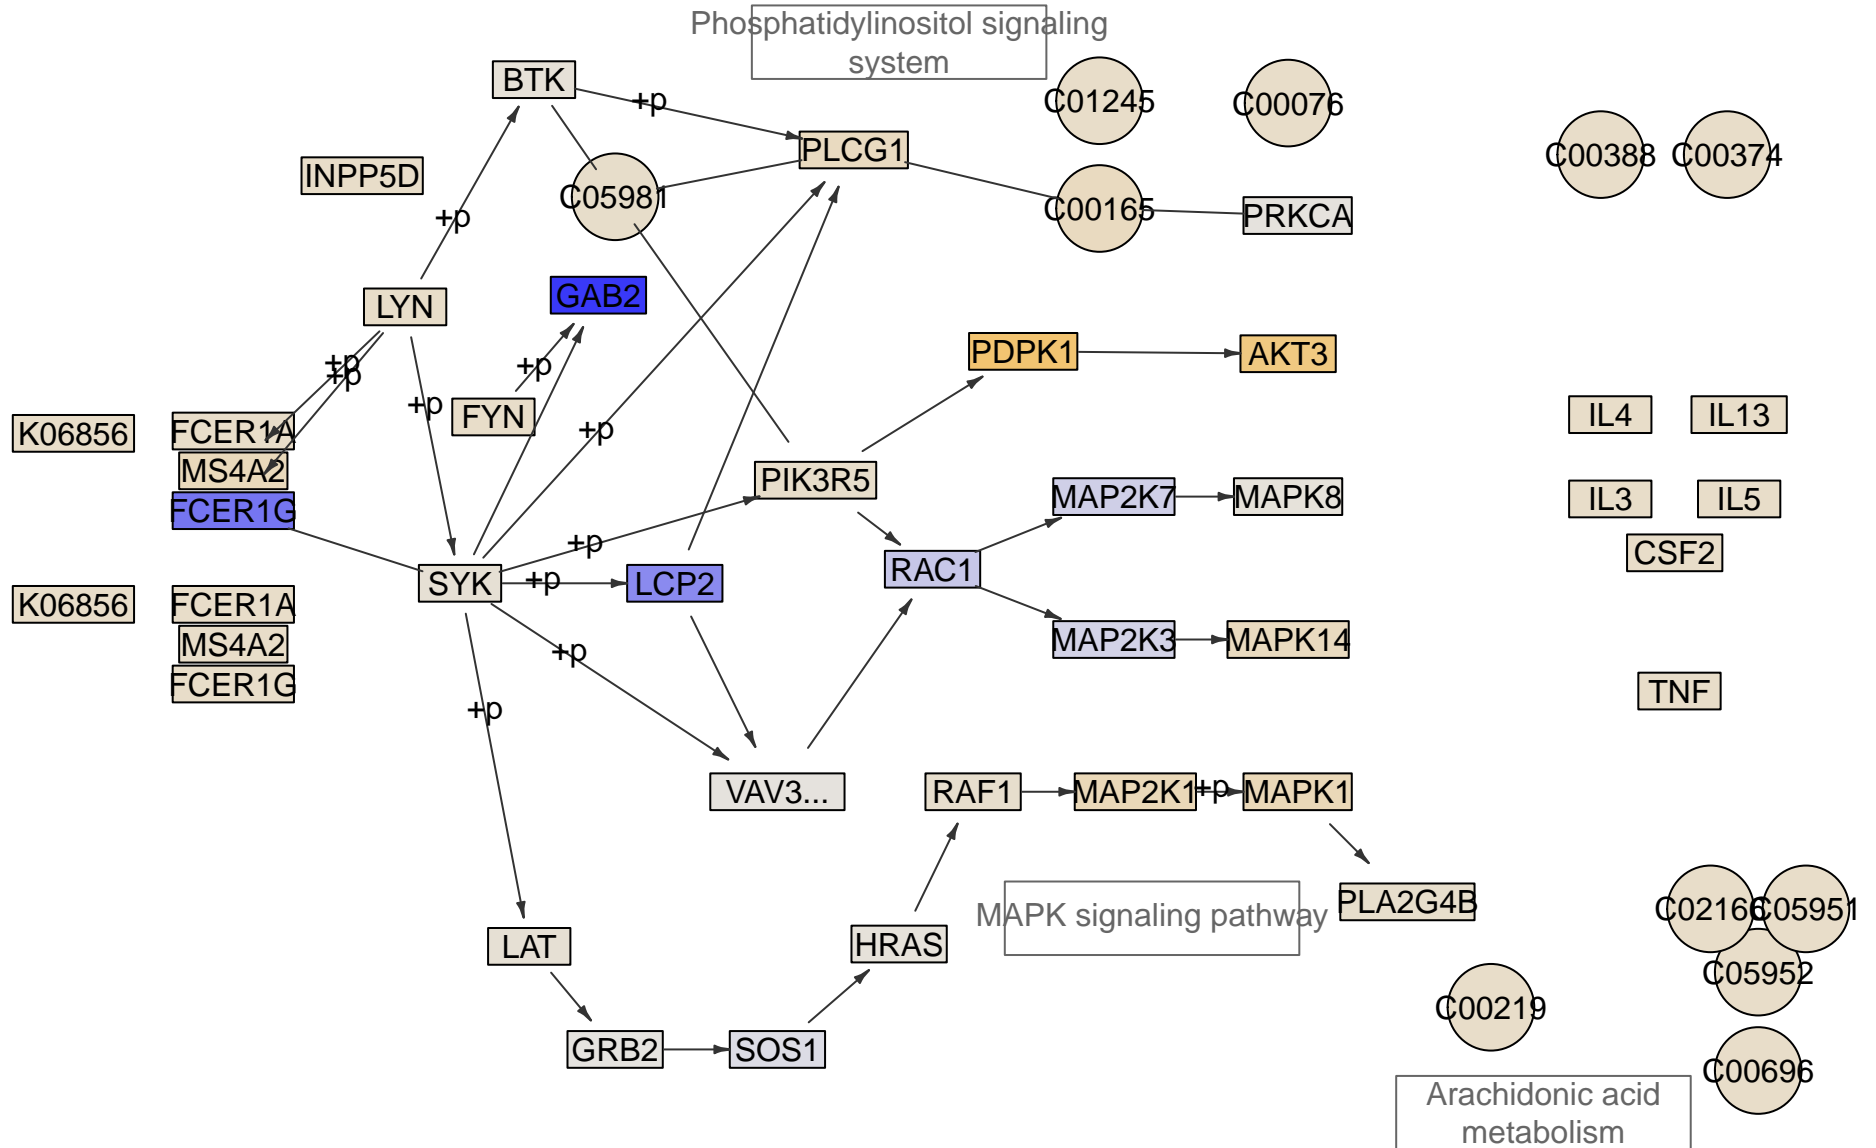 Phosphatidylinositol signaling
system
BTK
+p
C01245
C00076
PLCG1
C00388
C00374
INPP5D
C05981
C00165
PRKCA
+p
LYN
GAB2
PDPK1
AKT3
+p
+p
+p
+p
FYN
+p
K06856
FCER1A
IL4
IL13
MS4A2
PIK3R5
FCER1G
MAP2K7
MAPK8
IL3
IL5
+p
CSF2
SYK
+p
LCP2
RAC1
K06856
FCER1A
MS4A2
+p
MAP2K3
MAPK14
FCER1G
TNF
+p
VAV3...
RAF1
MAP2K1
+p
MAPK1
MAPK signaling pathway
PLA2G4B
C02166
C05951
LAT
HRAS
C05952
C00219
GRB2
SOS1
C00696
Arachidonic acid
metabolism